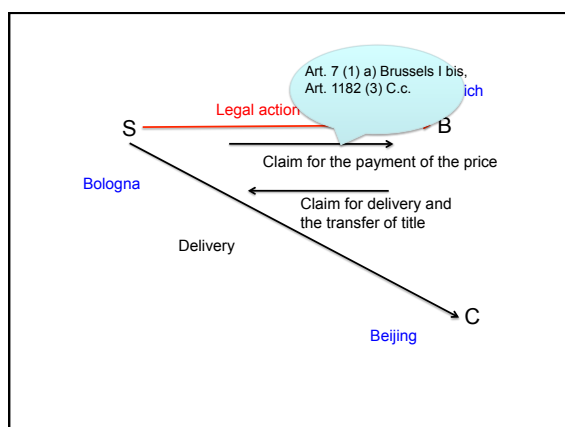 Art. 7 (1) a) Brussels I bis,
Art. 1182 (3) C.c.
ich
Legal action
S
B
Claim for the payment of the price
Bologna
Claim for delivery and
the transfer of title
Delivery
C
Beijing